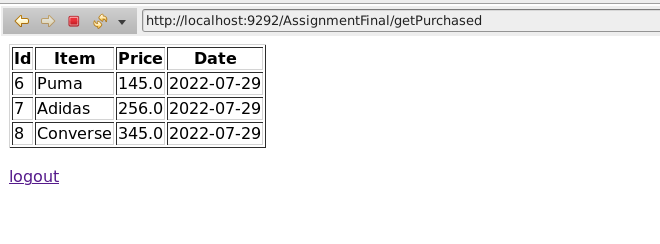 http://localhost:9292/AssignmentFinal/getPurchased
Id Item Price Date
6 Puma 145.0 2022-07-29
7 Adidas 256.0 2022-07-29
8 Converse 345.0 2022-07-29
logout